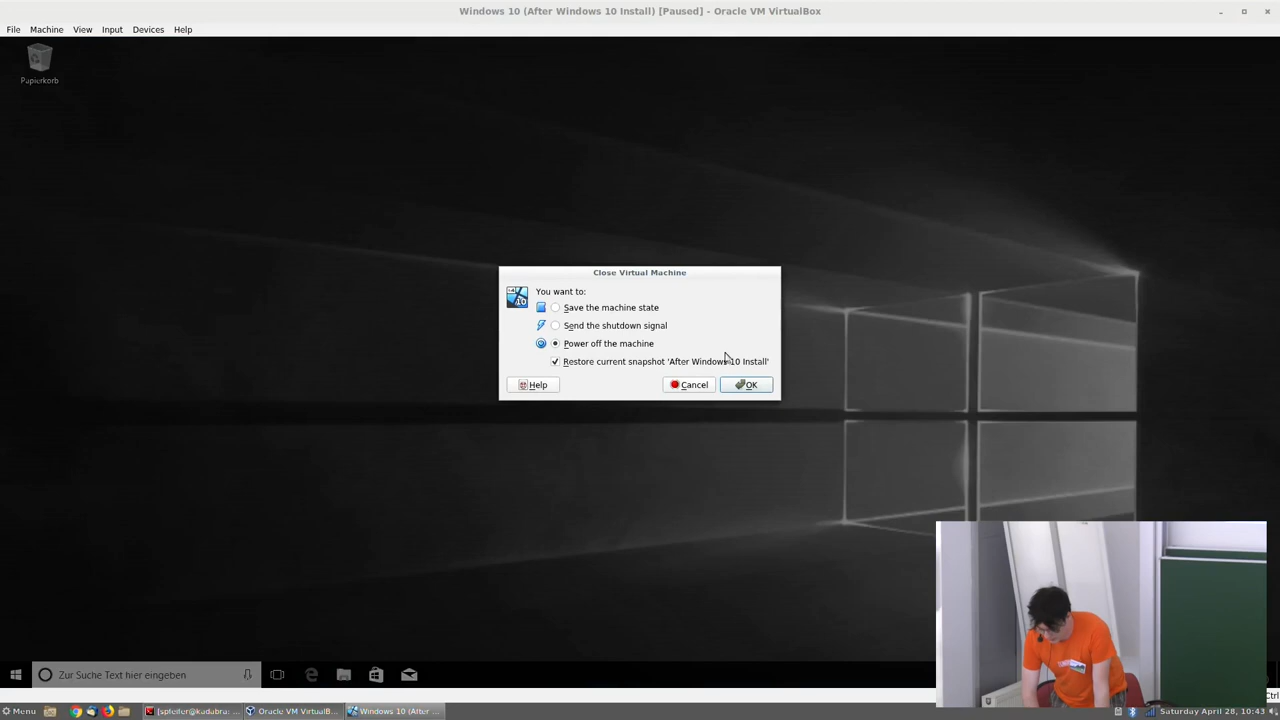 Windows 10 (After Windows 10 Install) [Paused] - Oracle VM VirtualBox
File Machine View Input Devices Help
Papierkorb
Close Virtual Machine
You want to:
Save the machine state
Send the shutdown signal
Power off the machine
Restore current snapshot 'After Windows 10 Install'
Help Cancel OK
Zur Suche Text hier eingeben
Ctrl
Menu [spfeifer@kadabra: ... Oracle VM VirtualB... Windows 10 (After ... Saturday April 28, 10:43